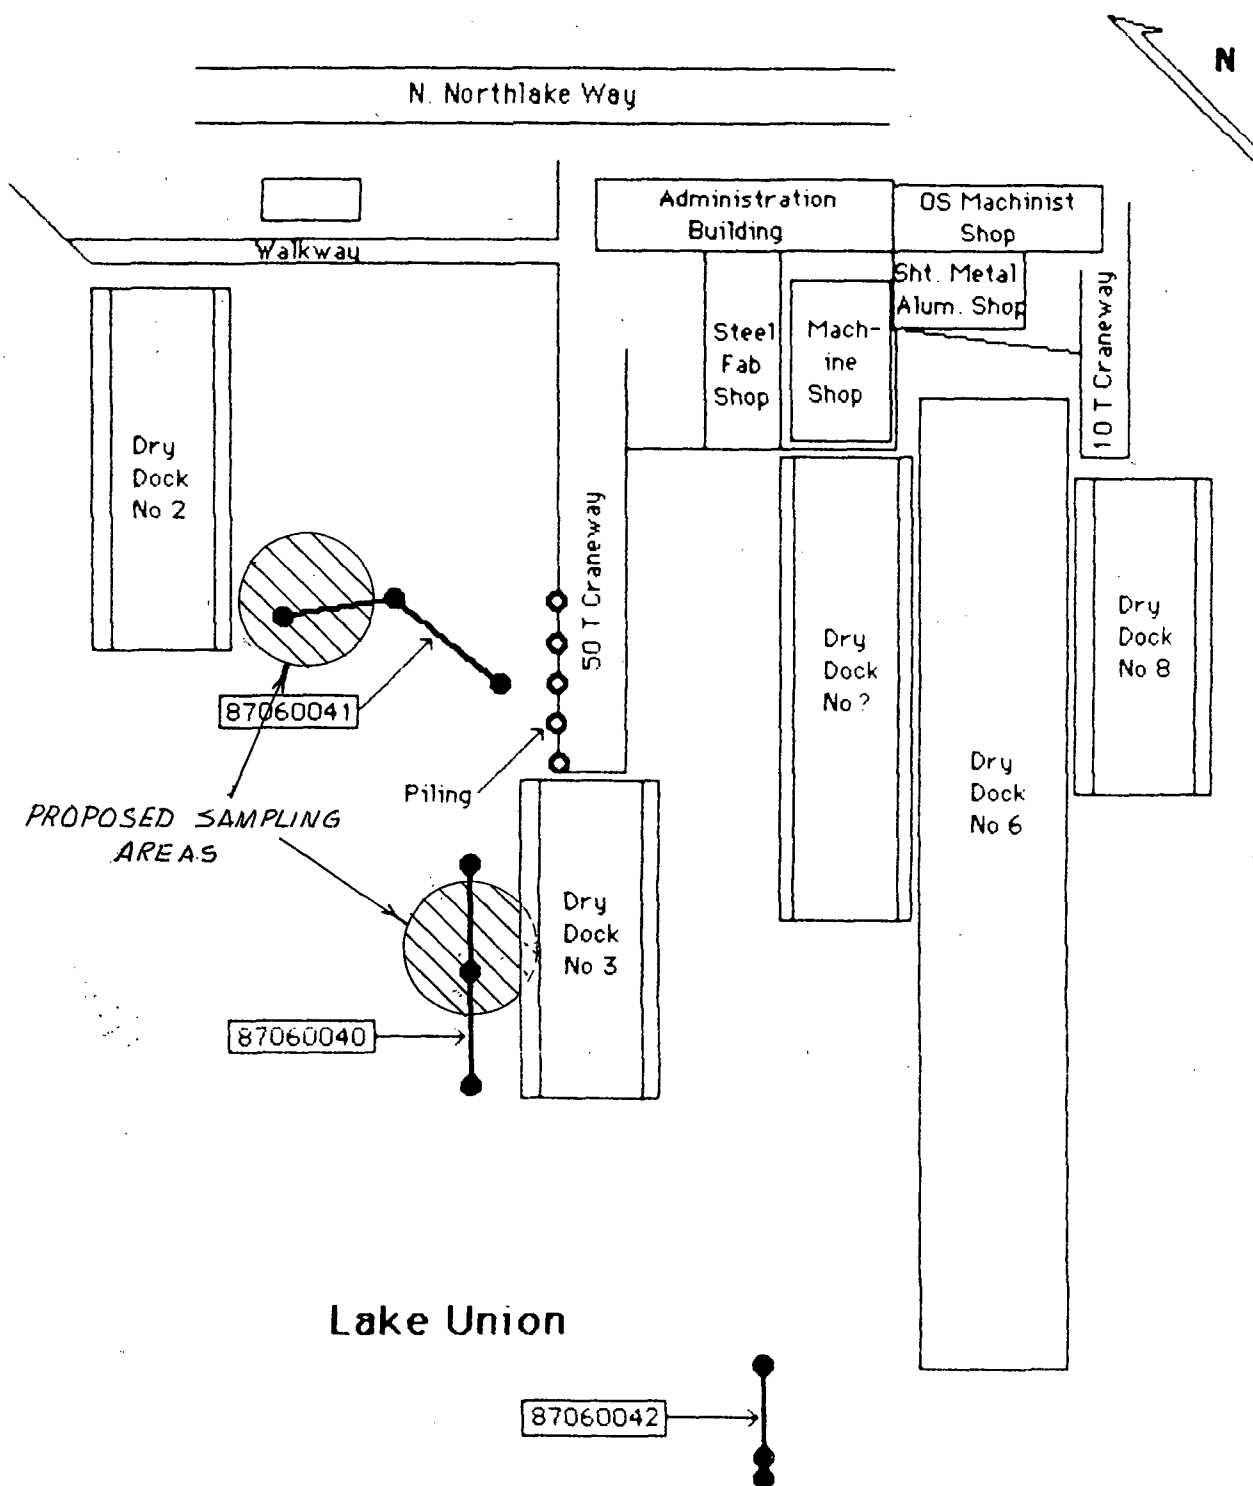 N
N. Northlake Way
Administration
Building
OS Machinist
Shop
Walkway
Sht. Metal
Alum. Shop
10 T Craneway
Steel
Fab
Shop
Mach-
ine
Shop
Dry
Dock
No 2
50 T Craneway
Dry
Dock
No ?
Dry
Dock
No 8
87060041
Piling
PROPOSED SAMPLING
AREAS
Dry
Dock
No 6
Dry
Dock
No 3
87060040
Lake Union
87060042